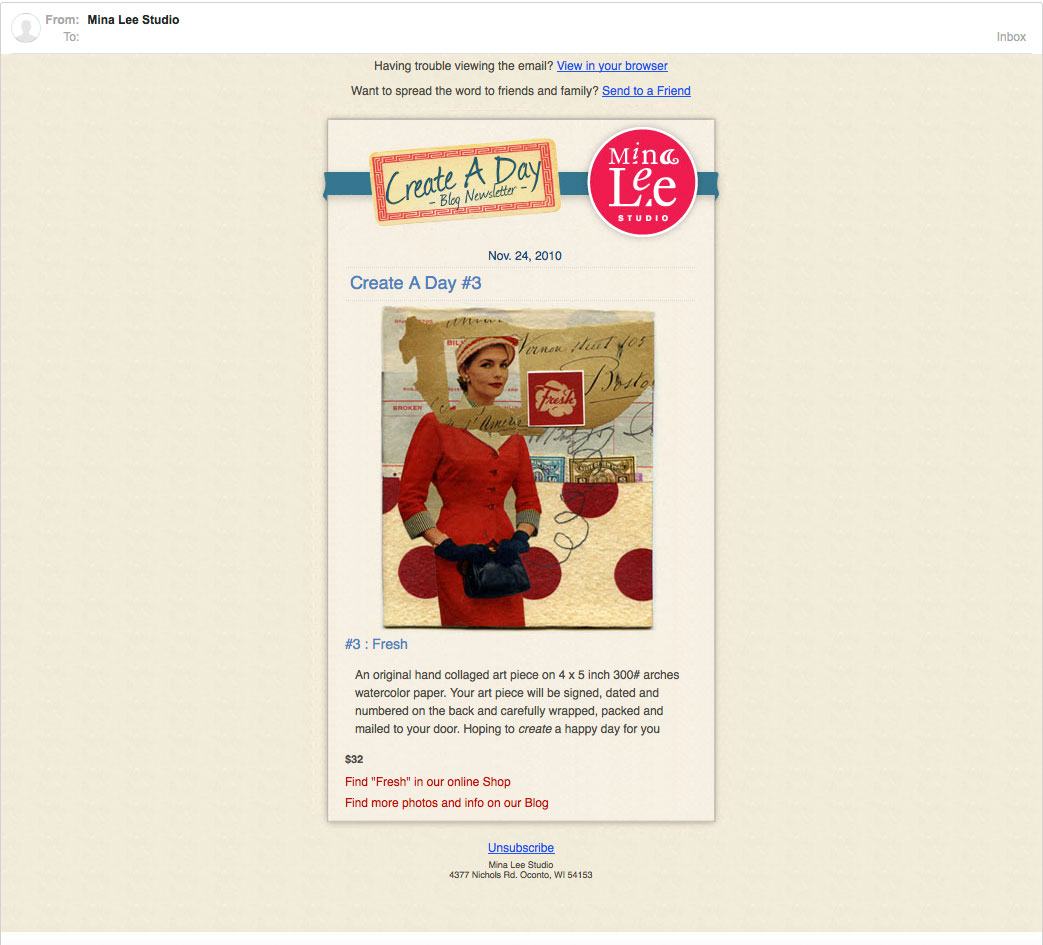 From: Mina Lee Studio
To:
Inbox
Having trouble viewing the email? View in your browser
Want to spread the word to friends and family? Send to a Friend
Create A Day
- Blog Newsletter -
Mina
Lee
STUDIO
Nov. 24, 2010
Create A Day #3
BILL
Vernon street 105
Boston
Fresh
BROKEN
#3 : Fresh
An original hand collaged art piece on 4 x 5 inch 300# arches
watercolor paper. Your art piece will be signed, dated and
numbered on the back and carefully wrapped, packed and
mailed to your door. Hoping to create a happy day for you
$32
Find "Fresh" in our online Shop
Find more photos and info on our Blog
Unsubscribe
Mina Lee Studio
4377 Nichols Rd. Oconto, WI 54153